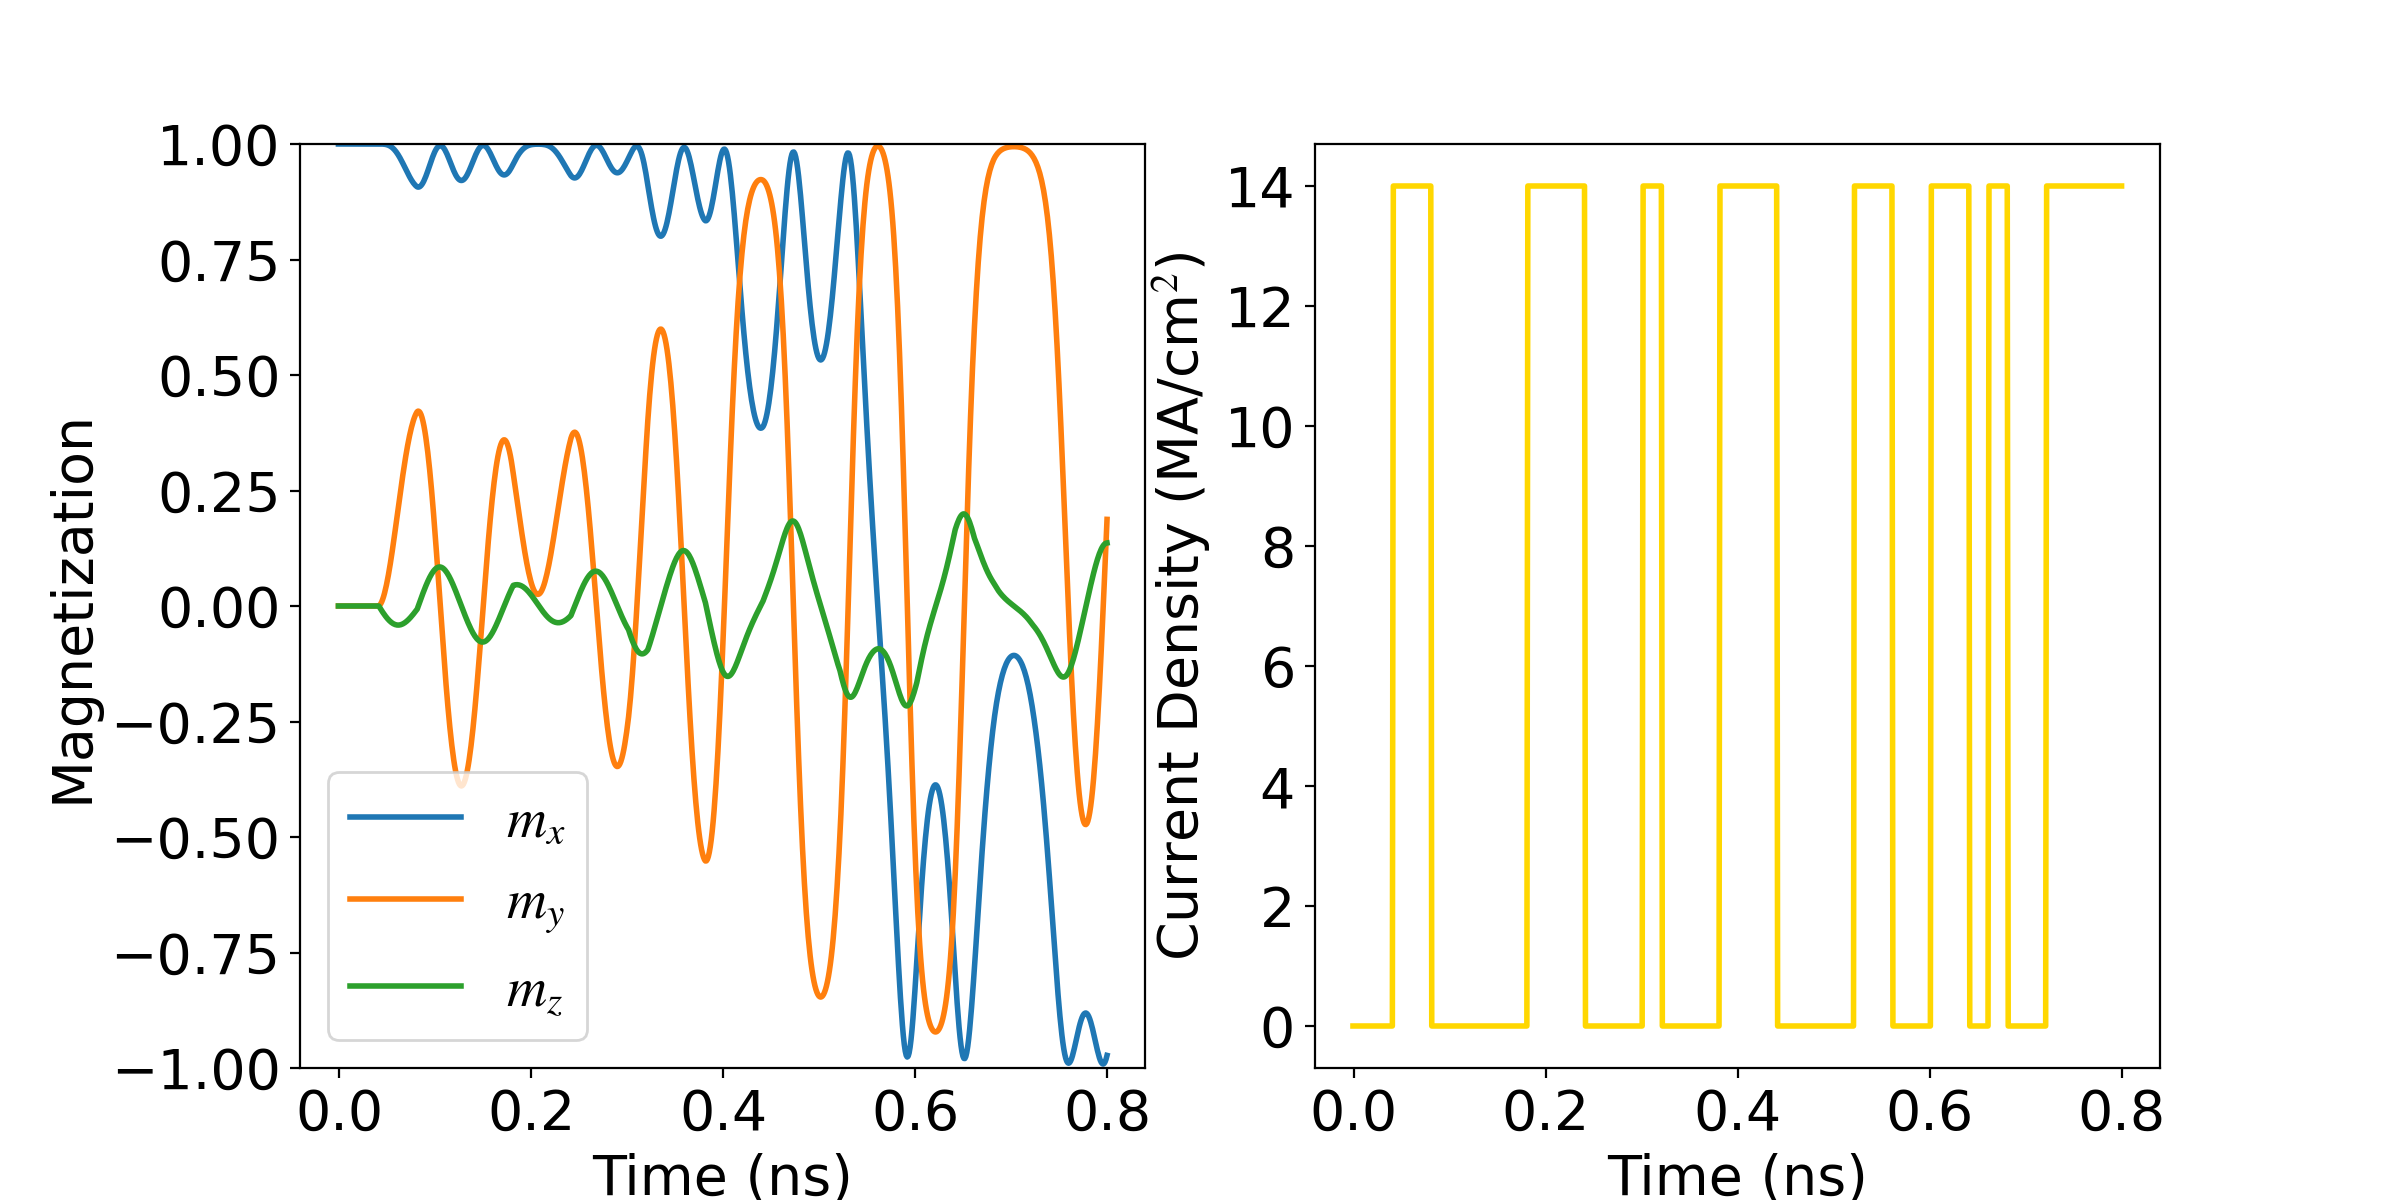 Magnetization
1.00
0.75
0.50
0.25
0.00
−0.25
−0.50
−0.75
−1.00
m_x
m_y
m_z
0.0 0.2 0.4 0.6 0.8
Time (ns)
Current Density (MA/cm²)
14
12
10
8
6
4
2
0
0.0 0.2 0.4 0.6 0.8
Time (ns)